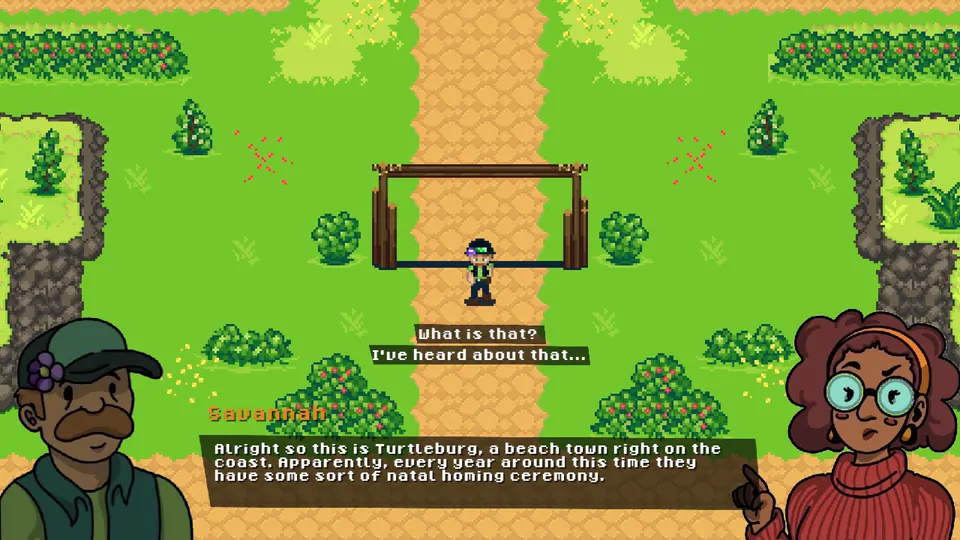 What is that?
I've heard about that...
Savannah
Alright so this is Turtleburg, a beach town right on the
coast. Apparently, every year around this time they
have some sort of natal homing ceremony.